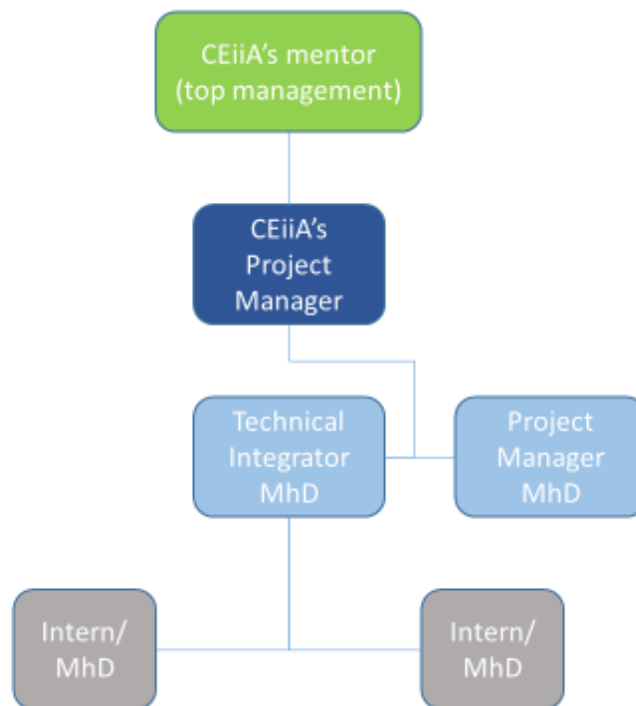 CEiiA's mentor
(top management)
CEiiA's
Project
Manager
Technical
Integrator
MhD
Project
Manager
MhD
Intern/
MhD
Intern/
MhD